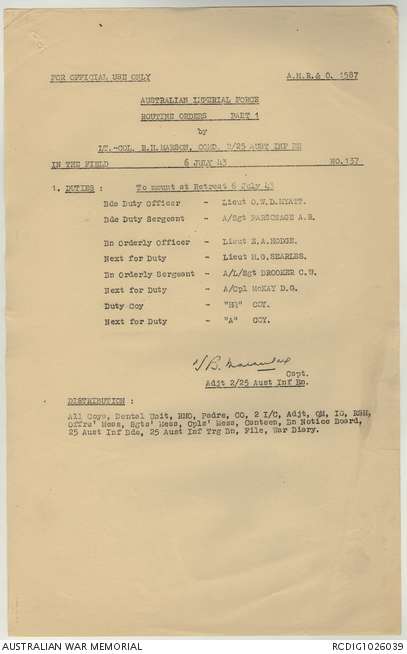 FOR OFFICIAL USE ONLY A.M.R.& O. 1587
AUSTRALIAN IMPERIAL FORCE
ROUTINE ORDERS PART 1
by
LT.-COL. R.H. MARSON, COMD. 2/25 AUST INF BN
IN THE FIELD 6 JULY 43 NO.137
1. DUTIES : To mount at Retreat 6 July 43
Bde Duty Officer - Lieut O.W.D.MYATT.
Bde Duty Sergeant - A/Sgt PARSONAGE A.R.
Bn Orderly Officer - Lieut E.A.HODGE.
Next for Duty - Lieut H.G.SEARLES.
Bn Orderly Sergeant - A/L/Sgt BROOKER C.W.
Next for Duty - A/Cpl McKAY D.G.
Duty Coy - "HQ" COY.
Next for Duty - "A" COY.
Capt.
Adjt 2/25 Aust Inf Bn.
DISTRIBUTION :
All Coys, Dental Unit, RMO, Padre, CO, 2 I/C, Adjt, QM, IO, RSM,
Offrs' Mess, Sgts' Mess, Cpls' Mess, Canteen, Bn Notice Board,
25 Aust Inf Bde, 25 Aust Inf Trg Bn, File, War Diary.
AUSTRALIAN WAR MEMORIAL RCDIG1026039